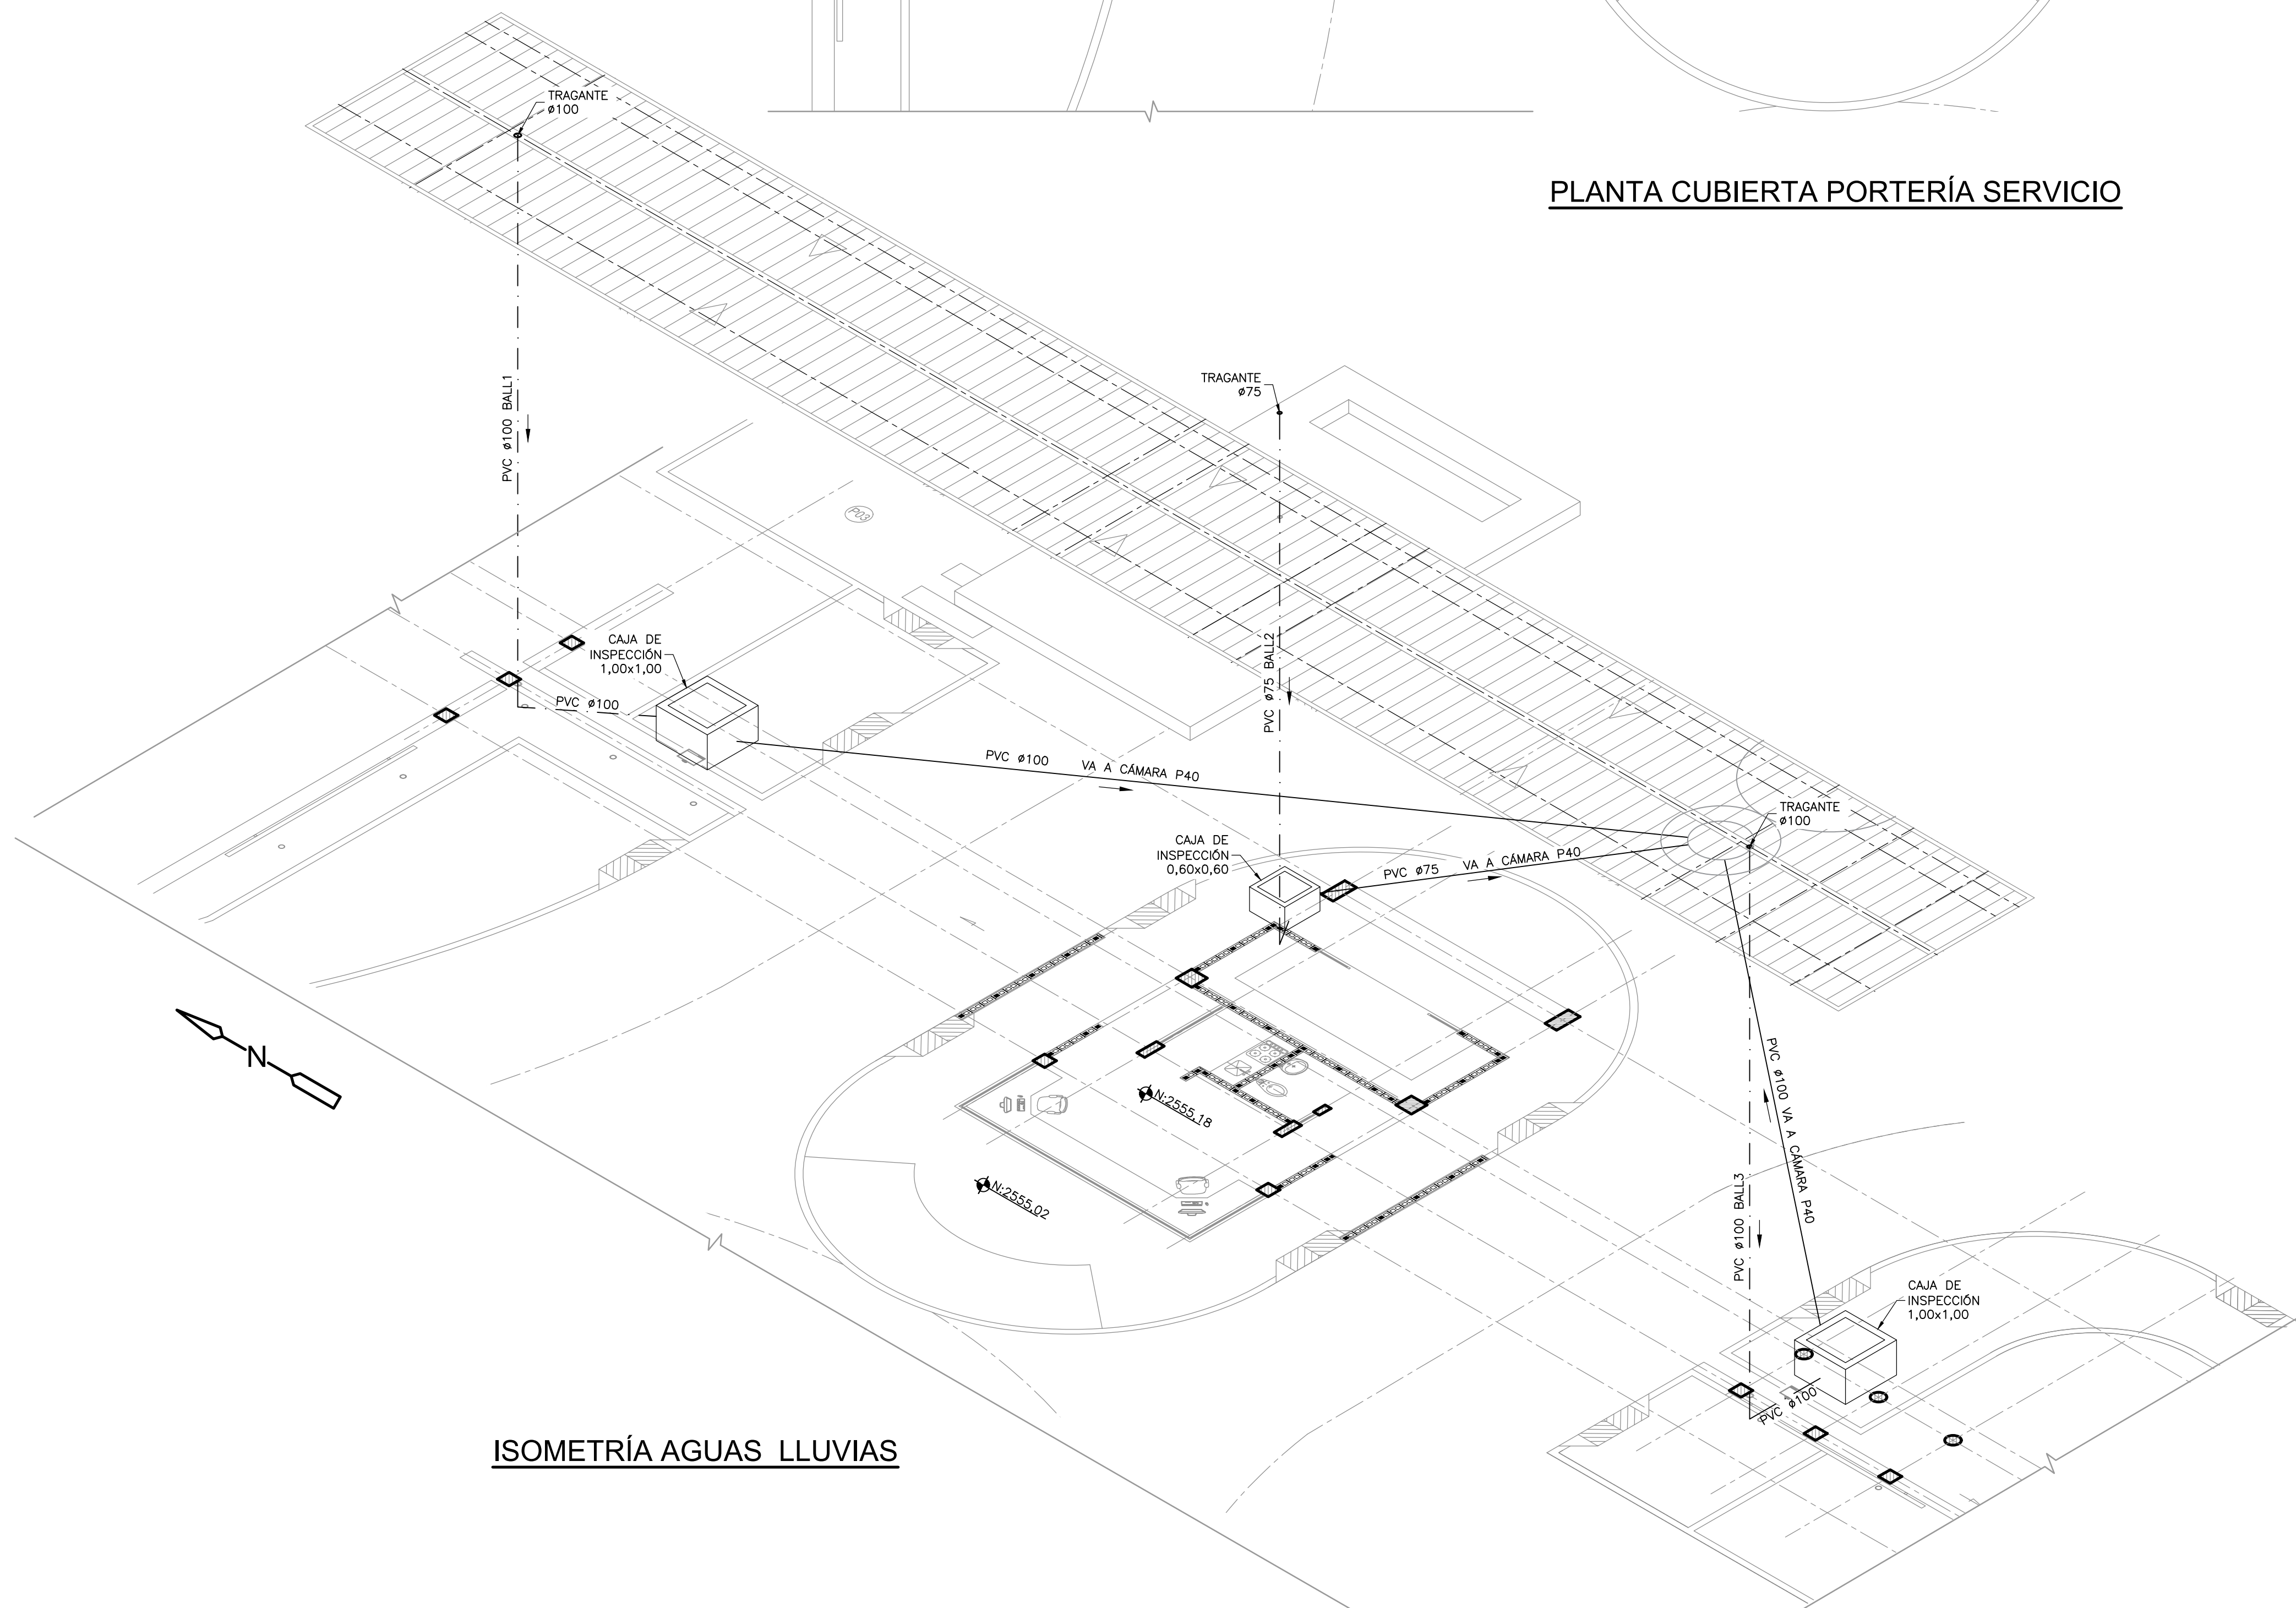 TRAGANTE
ø100
PLANTA CUBIERTA PORTERÍA SERVICIO
TRAGANTE
ø75
PVC ø100 BALL1
P03
CAJA DE
INSPECCIÓN
1,00x1,00
PVC ø100
PVC ø75 BALL2
PVC ø100 VA A CÁMARA P40
TRAGANTE
ø100
CAJA DE
INSPECCIÓN
0,60x0,60
PVC ø75 VA A CÁMARA P40
N
N:2555,18
N:2555,02
PVC ø100 VA A CÁMARA P40
PVC ø100 BALL3
CAJA DE
INSPECCIÓN
1,00x1,00
PVC ø100
ISOMETRÍA AGUAS LLUVIAS